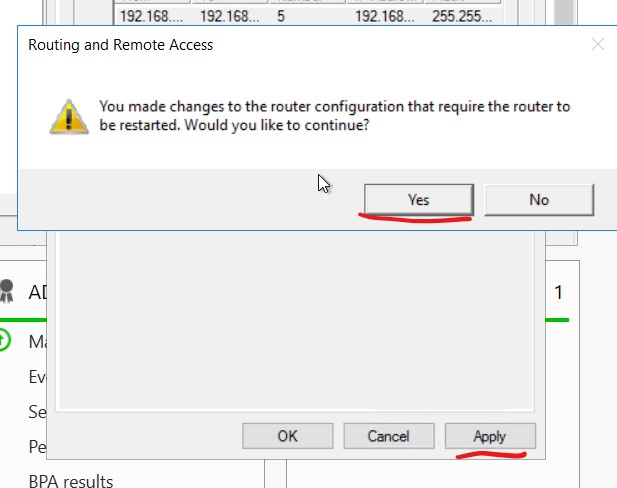 192.168.... 192.168... 5 192.168... 255.255...
Routing and Remote Access
You made changes to the router configuration that require the router to
be restarted. Would you like to continue?
Yes No
AD 1
Ma
Ev
Se
Pe
OK Cancel Apply
BPA results